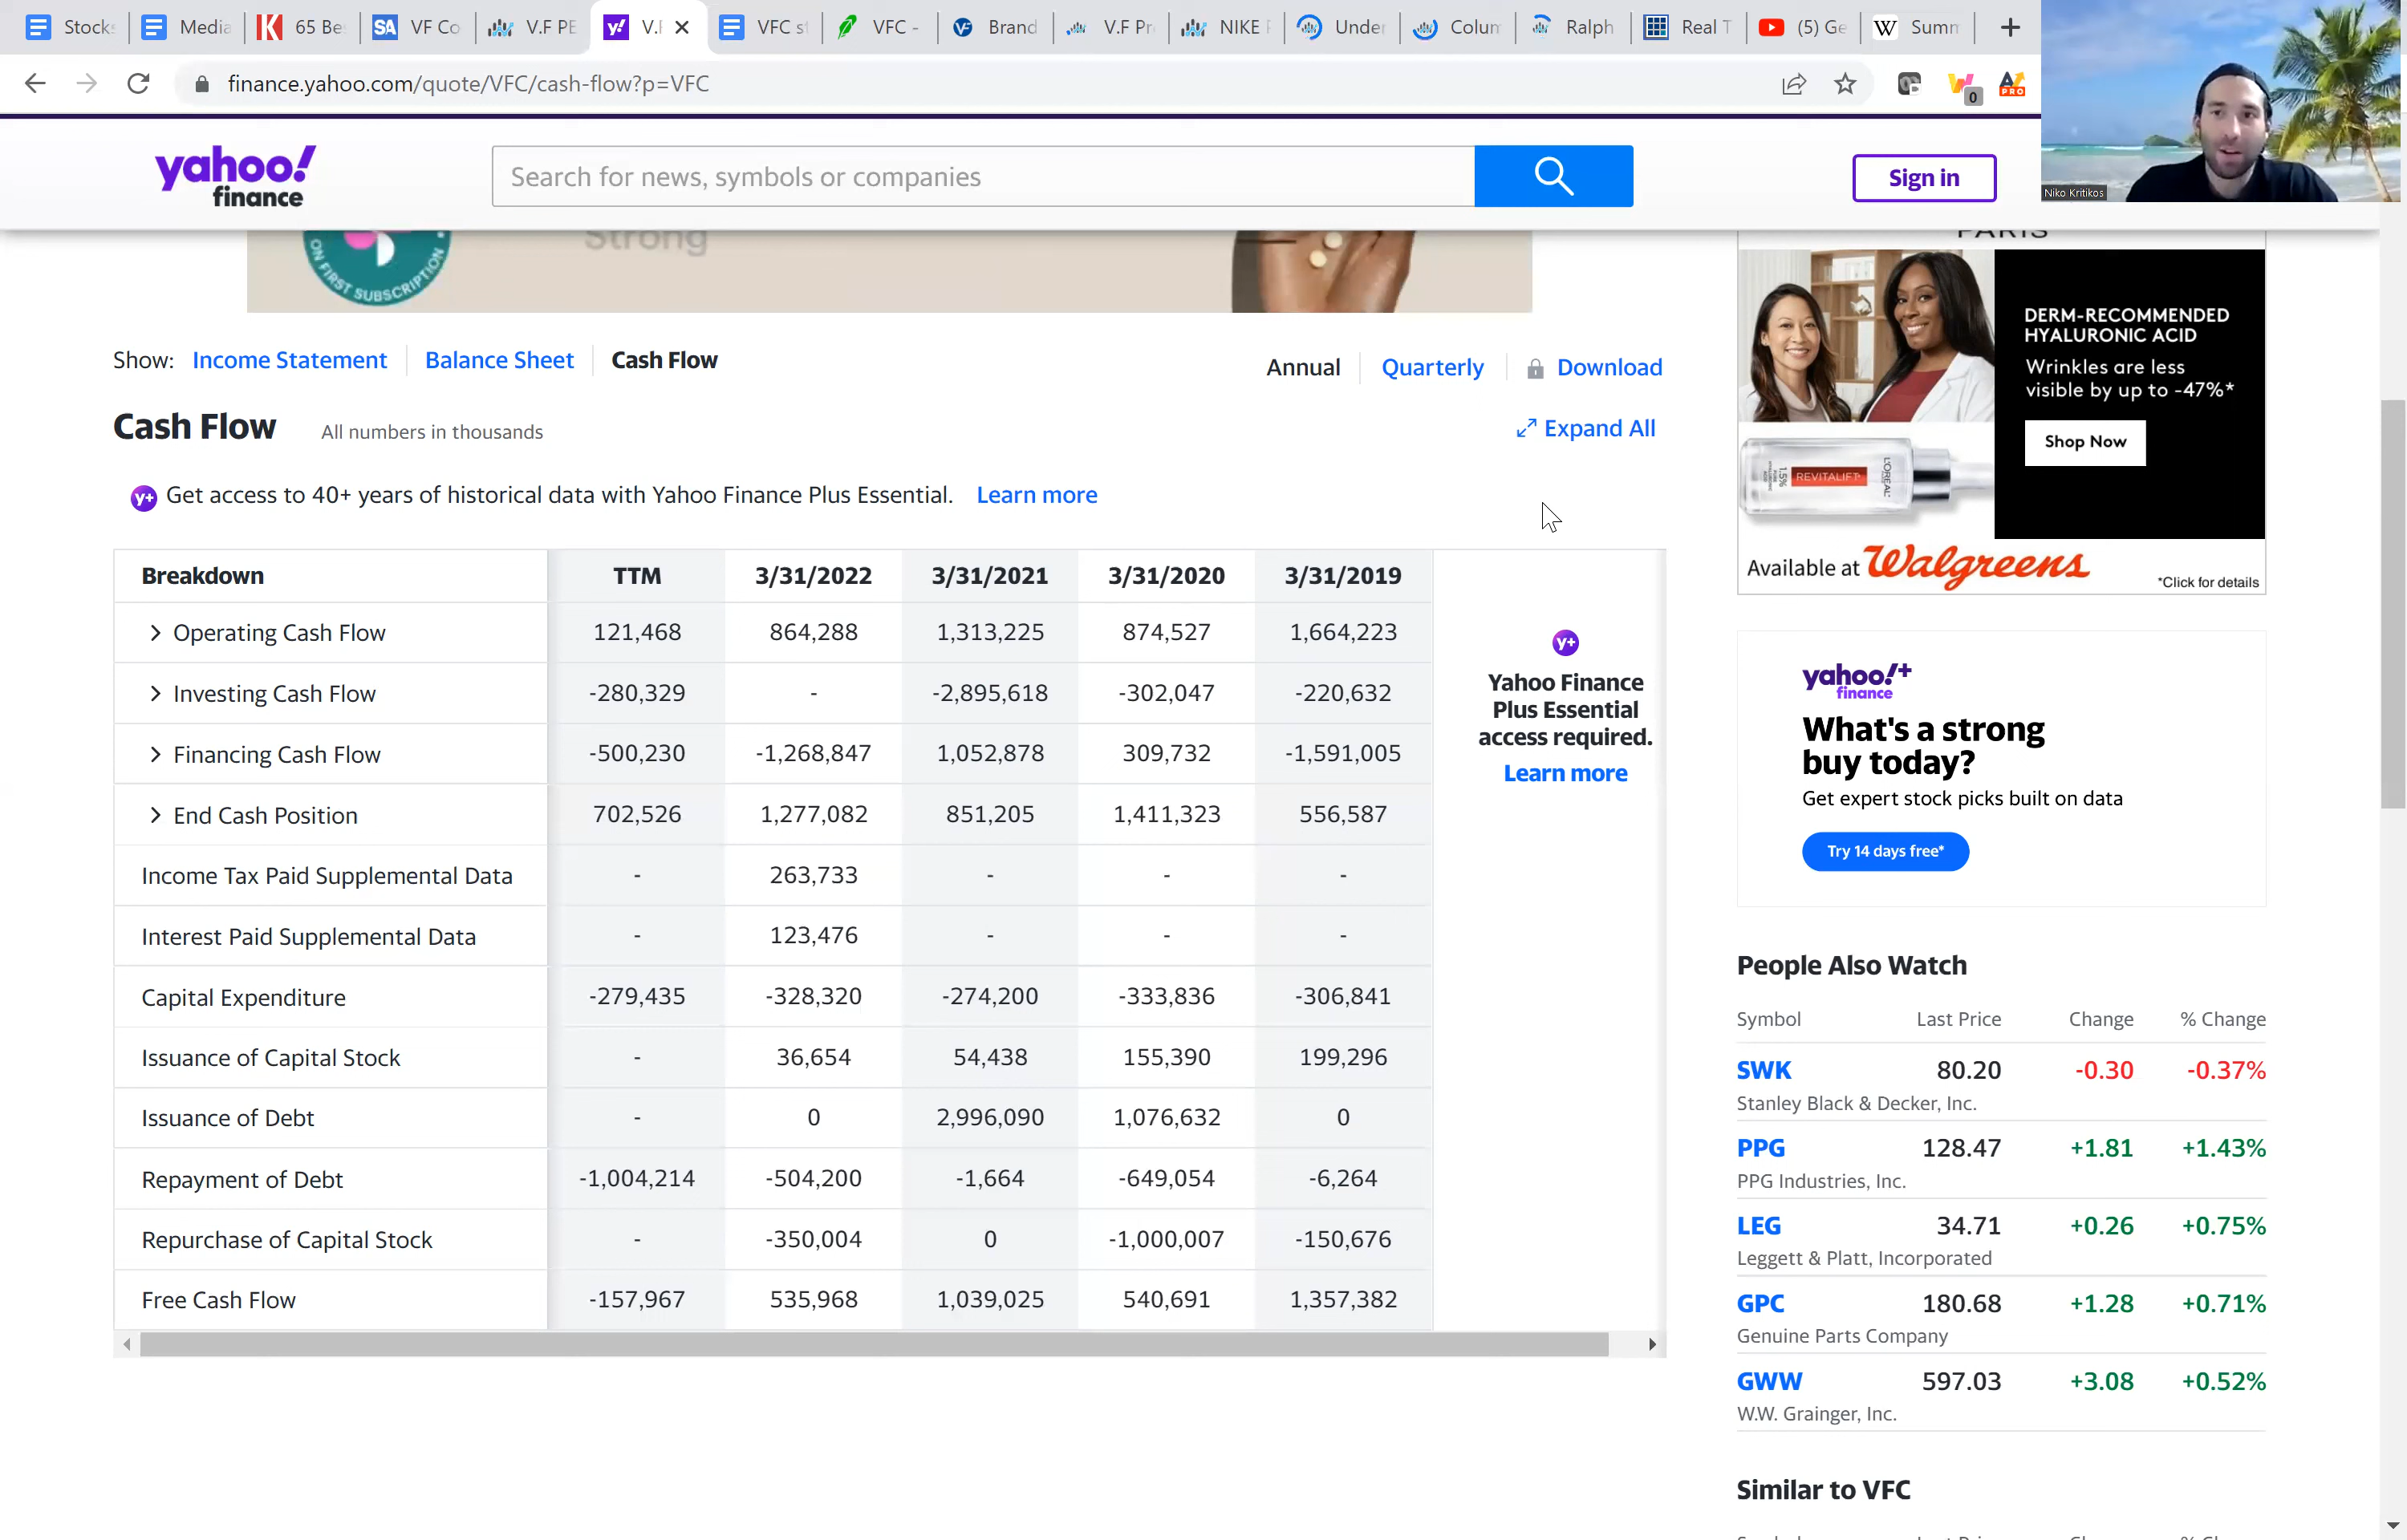 Stocks
Media
65 Be
SA
VF Co
V.F PE
y!
V.F
VFC st
VFC -
VF
Brand
V.F Pr
NIKE F
Under
Colum
Ralph
Real T
(5) Ge
W
Summ
finance.yahoo.com/quote/VFC/cash-flow?p=VFC
0
PRO
Niko Kritikos
yahoo!
finance
Search for news, symbols or companies
Sign in
ON FIRST SUBSCRIPTION
Strong
PARIS
DERM-RECOMMENDED
HYALURONIC ACID
Wrinkles are less
visible by up to -47%*
Shop Now
1.5%
REVITALIFT
L'ORÉAL
Available at Walgreens
*Click for details
Show: Income Statement Balance Sheet Cash Flow
Annual Quarterly Download
Cash Flow All numbers in thousands
Expand All
y+ Get access to 40+ years of historical data with Yahoo Finance Plus Essential. Learn more
Breakdown TTM 3/31/2022 3/31/2021 3/31/2020 3/31/2019
Operating Cash Flow 121,468 864,288 1,313,225 874,527 1,664,223
Investing Cash Flow -280,329 - -2,895,618 -302,047 -220,632
Financing Cash Flow -500,230 -1,268,847 1,052,878 309,732 -1,591,005
End Cash Position 702,526 1,277,082 851,205 1,411,323 556,587
Income Tax Paid Supplemental Data - 263,733 - - -
Interest Paid Supplemental Data - 123,476 - - -
Capital Expenditure -279,435 -328,320 -274,200 -333,836 -306,841
Issuance of Capital Stock - 36,654 54,438 155,390 199,296
Issuance of Debt - 0 2,996,090 1,076,632 0
Repayment of Debt -1,004,214 -504,200 -1,664 -649,054 -6,264
Repurchase of Capital Stock - -350,004 0 -1,000,007 -150,676
Free Cash Flow -157,967 535,968 1,039,025 540,691 1,357,382
y+
Yahoo Finance
Plus Essential
access required.
Learn more
yahoo!+
finance
What's a strong
buy today?
Get expert stock picks built on data
Try 14 days free*
People Also Watch
Symbol Last Price Change % Change
SWK 80.20 -0.30 -0.37%
Stanley Black & Decker, Inc.
PPG 128.47 +1.81 +1.43%
PPG Industries, Inc.
LEG 34.71 +0.26 +0.75%
Leggett & Platt, Incorporated
GPC 180.68 +1.28 +0.71%
Genuine Parts Company
GWW 597.03 +3.08 +0.52%
W.W. Grainger, Inc.
Similar to VFC